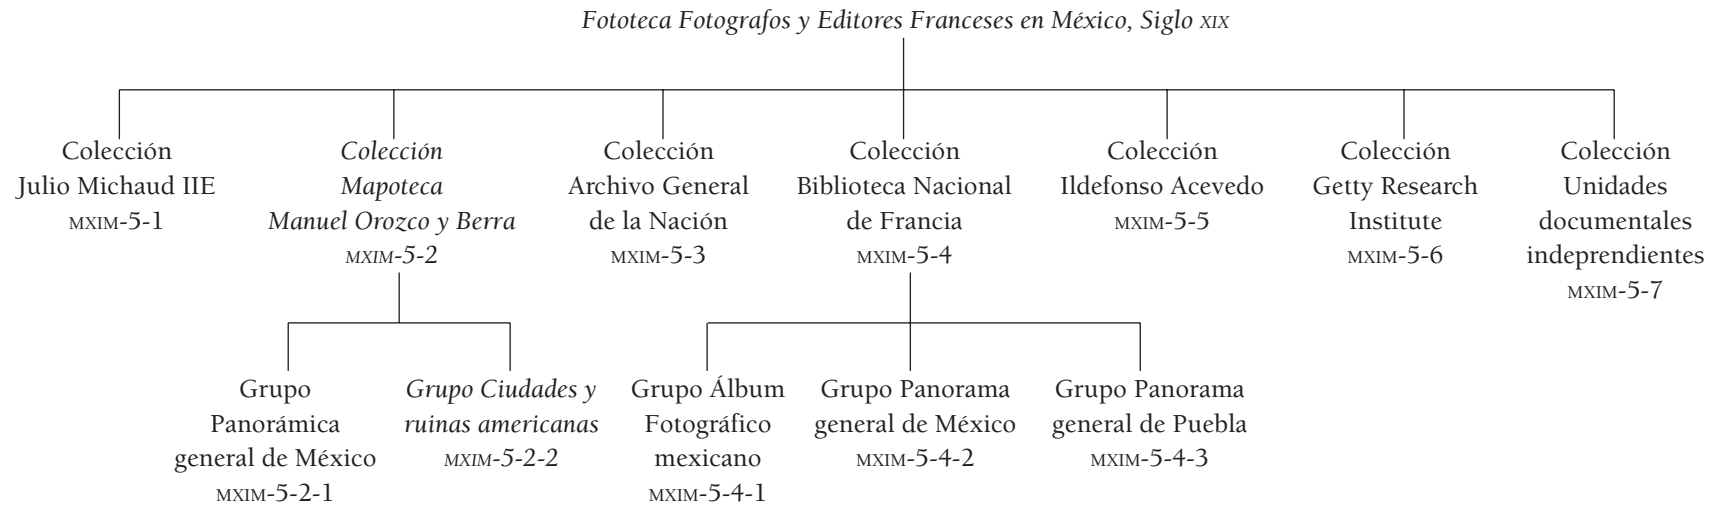 Fototeca Fotografos y Editores Franceses en México, Siglo XIX
Colección
Julio Michaud IIE
MXIM-5-1
Colección
Mapoteca
Manuel Orozco y Berra
MXIM-5-2
Colección
Archivo General
de la Nación
MXIM-5-3
Colección
Biblioteca Nacional
de Francia
MXIM-5-4
Colección
Ildefonso Acevedo
MXIM-5-5
Colección
Getty Research
Institute
MXIM-5-6
Colección
Unidades
documentales
indeprendientes
MXIM-5-7
Grupo
Panorámica
general de México
MXIM-5-2-1
Grupo Ciudades y
ruinas americanas
MXIM-5-2-2
Grupo Álbum
Fotográfico
mexicano
MXIM-5-4-1
Grupo Panorama
general de México
MXIM-5-4-2
Grupo Panorama
general de Puebla
MXIM-5-4-3